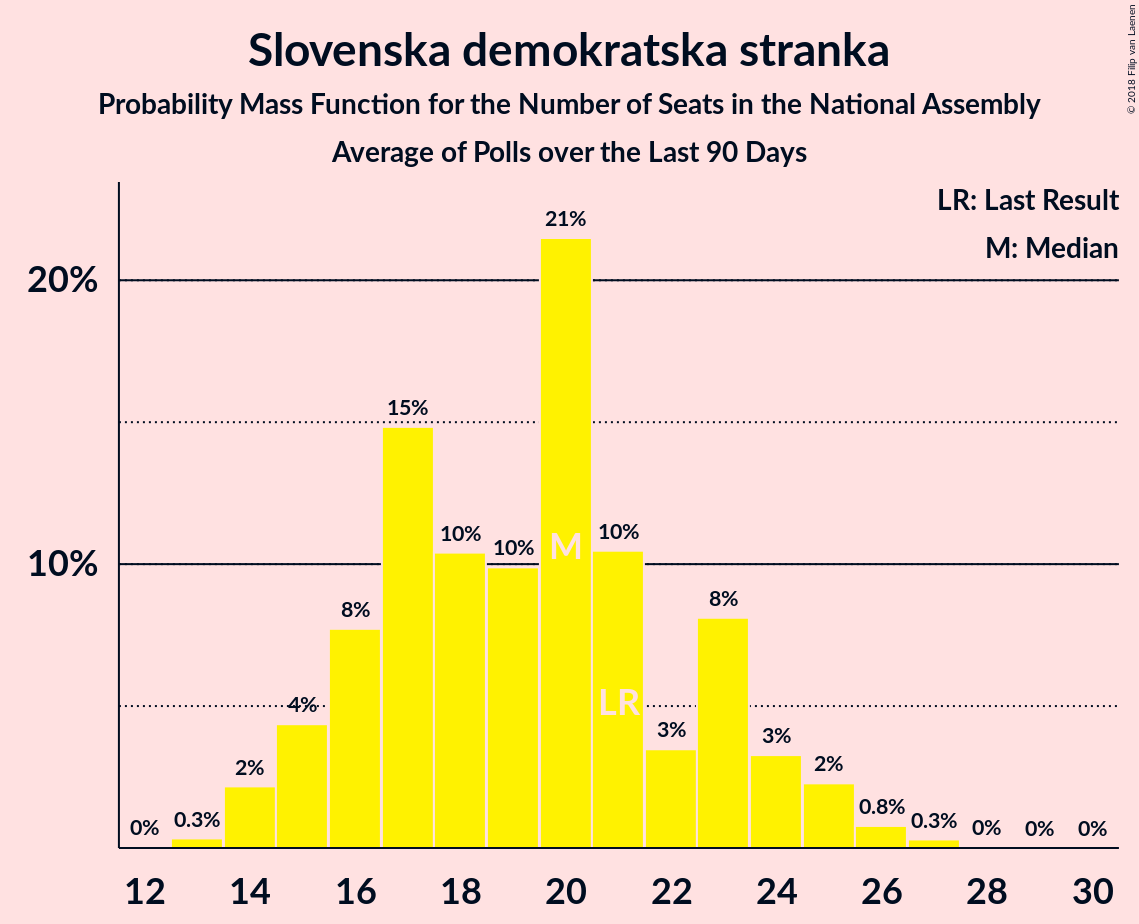 Slovenska demokratska stranka
Probability Mass Function for the Number of Seats in the National Assembly
Average of Polls over the Last 90 Days
© 2018 Filip van Laenen
LR: Last Result
M: Median
20%
10%
0%
0.3%
2%
4%
8%
15%
10%
10%
21%
10%
3%
8%
3%
2%
0.8%
0.3%
0%
0%
0%
M
LR
12 14 16 18 20 22 24 26 28 30